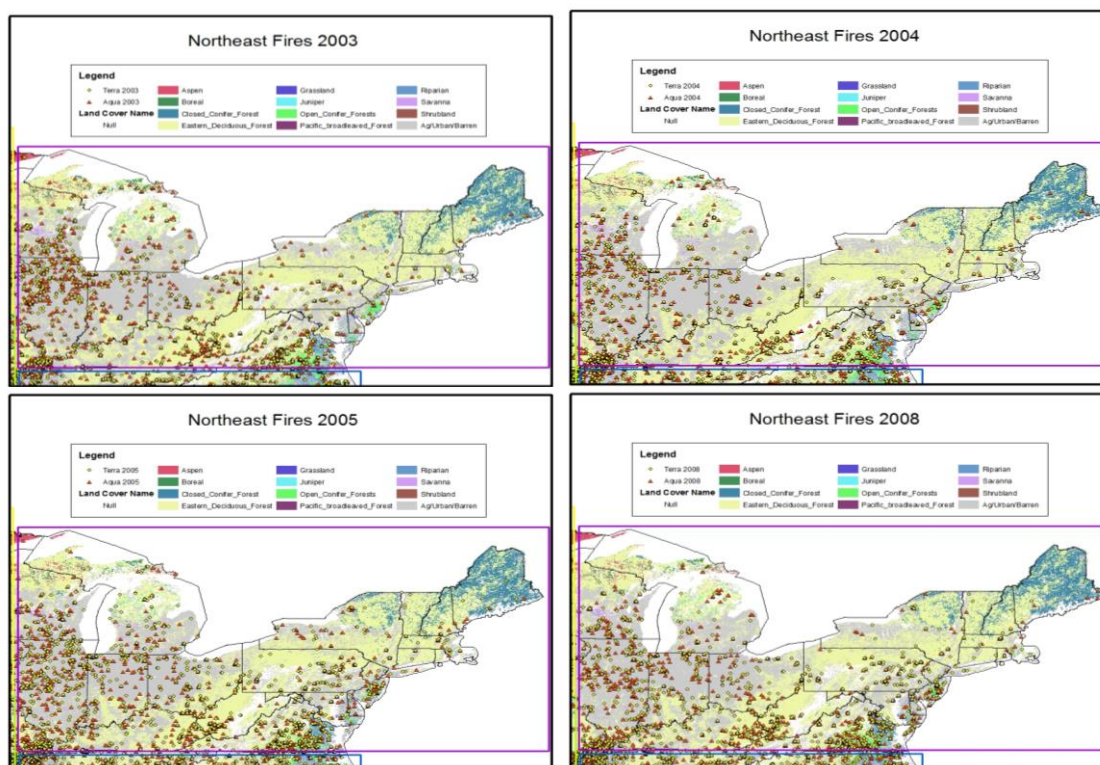 Northeast Fires 2003
Legend
Terra 2003 Aspen Grassland Riparian
Aqua 2003 Boreal Juniper Savanna
Land Cover Name Closed_Conifer_Forest Open_Conifer_Forests Shrubland
Null Eastern_Deciduous_Forest Pacific_broadleaved_Forest Ag/Urban/Barren
Northeast Fires 2004
Legend
Terra 2004 Aspen Grassland Riparian
Aqua 2004 Boreal Juniper Savanna
Land Cover Name Closed_Conifer_Forest Open_Conifer_Forests Shrubland
Null Eastern_Deciduous_Forest Pacific_broadleaved_Forest Ag/Urban/Barren
Northeast Fires 2005
Legend
Terra 2005 Aspen Grassland Riparian
Aqua 2005 Boreal Juniper Savanna
Land Cover Name Closed_Conifer_Forest Open_Conifer_Forests Shrubland
Null Eastern_Deciduous_Forest Pacific_broadleaved_Forest Ag/Urban/Barren
Northeast Fires 2008
Legend
Terra 2008 Aspen Grassland Riparian
Aqua 2008 Boreal Juniper Savanna
Land Cover Name Closed_Conifer_Forest Open_Conifer_Forests Shrubland
Null Eastern_Deciduous_Forest Pacific_broadleaved_Forest Ag/Urban/Barren